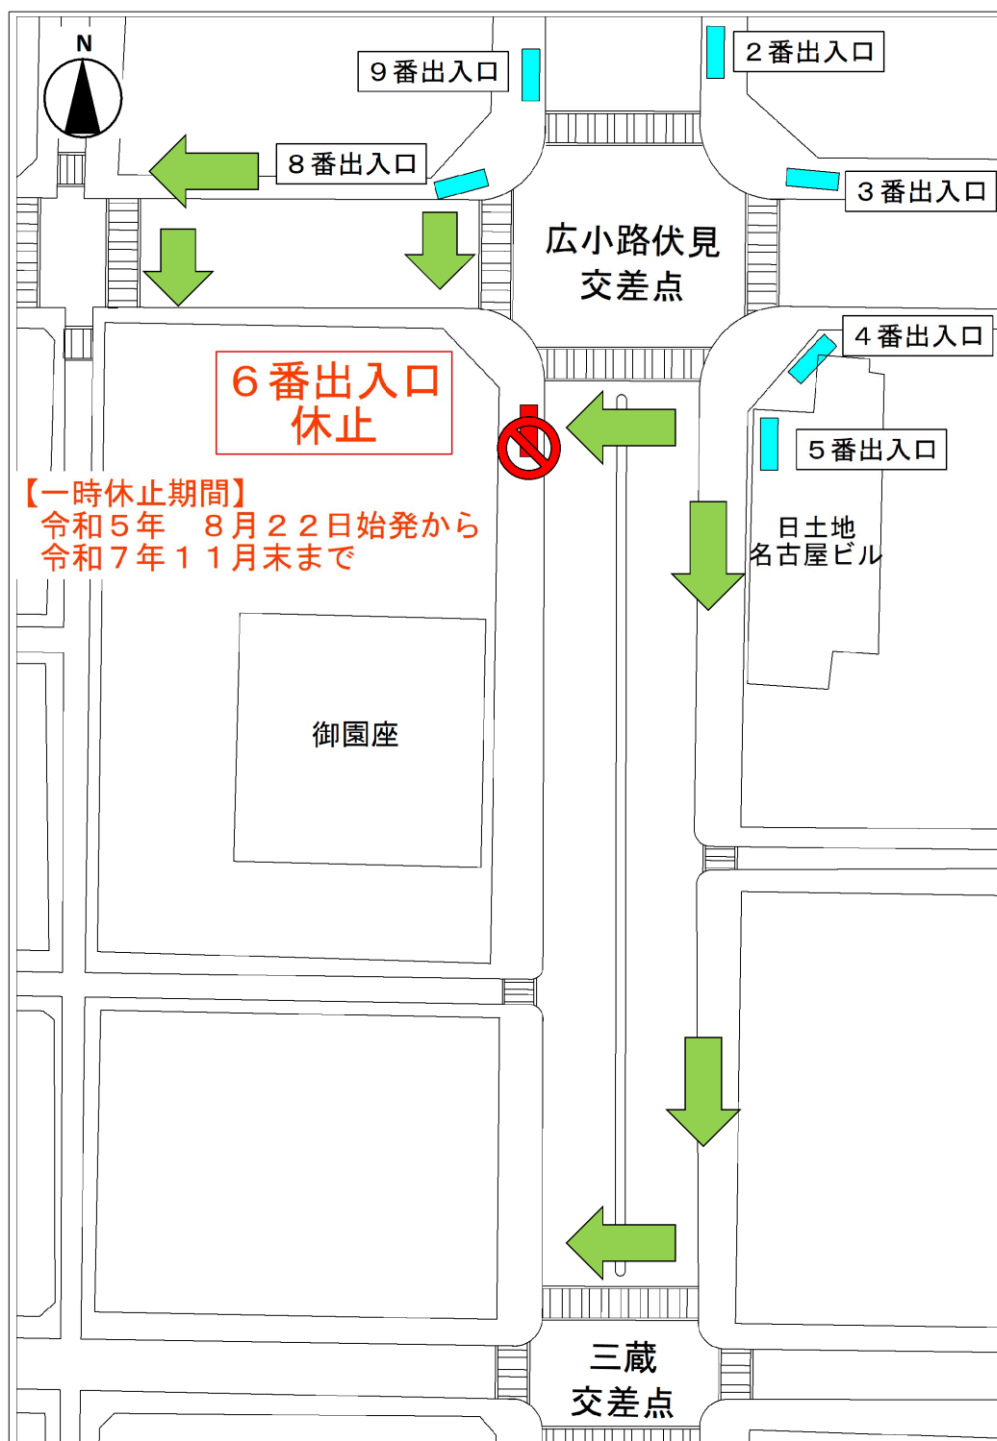 N
９番出入口
２番出入口
８番出入口
３番出入口
広小路伏見
交差点
４番出入口
６番出入口
休止
５番出入口
【一時休止期間】
令和５年　８月２２日始発から
令和７年１１月末まで
日土地
名古屋ビル
御園座
三蔵
交差点